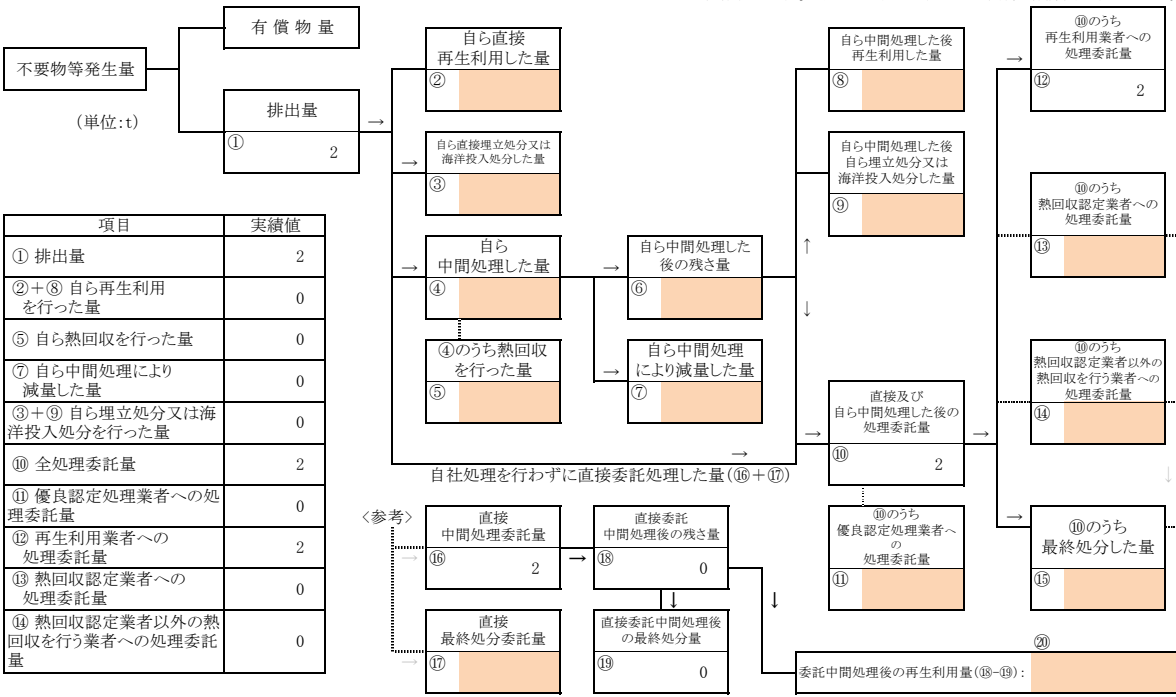 有 償 物 量
不要物等発生量
(単位:t)
排出量
①
2
→
自ら直接
再生利用した量
②
→
自ら直接埋立処分又は
海洋投入処分した量
③
→
自ら
中間処理した量
④
④のうち熱回収
を行った量
⑤
→
自ら中間処理した
後の残さ量
⑥
→
自ら中間処理
により減量した量
⑦
自ら中間処理した後
再生利用した量
⑧
自ら中間処理した後
自ら埋立処分又は
海洋投入処分した量
⑨
↑
↓
→
自社処理を行わずに直接委託処理した量(⑯+⑰)
→
直接及び
自ら中間処理した後の
処理委託量
⑩
2
→
⑩のうち
優良認定処理業者へ
の
処理委託量
⑪
→
⑩のうち
再生利用業者への
処理委託量
⑫
2
⑩のうち
熱回収認定業者への
処理委託量
⑬
⑩のうち
熱回収認定業者以外の
熱回収を行う業者への
処理委託量
⑭
↓
→
⑩のうち
最終処分した量
⑮
項目 実績値
① 排出量 2
②+⑧ 自ら再生利用
を行った量 0
⑤ 自ら熱回収を行った量 0
⑦ 自ら中間処理により
減量した量 0
③+⑨ 自ら埋立処分又は海
洋投入処分を行った量 0
⑩ 全処理委託量 2
⑪ 優良認定処理業者への処
理委託量 0
⑫ 再生利用業者への
処理委託量 2
⑬ 熱回収認定業者への
処理委託量 0
⑭ 熱回収認定業者以外の熱
回収を行う業者への処理委託
量 0
〈参考〉
→
直接
中間処理委託量
⑯
2
→
直接委託
中間処理後の残さ量
⑱
0
→
直接
最終処分委託量
⑰
↓
直接委託中間処理後
の最終処分量
⑲
0
↓
⑳
委託中間処理後の再生利用量(⑱-⑲):